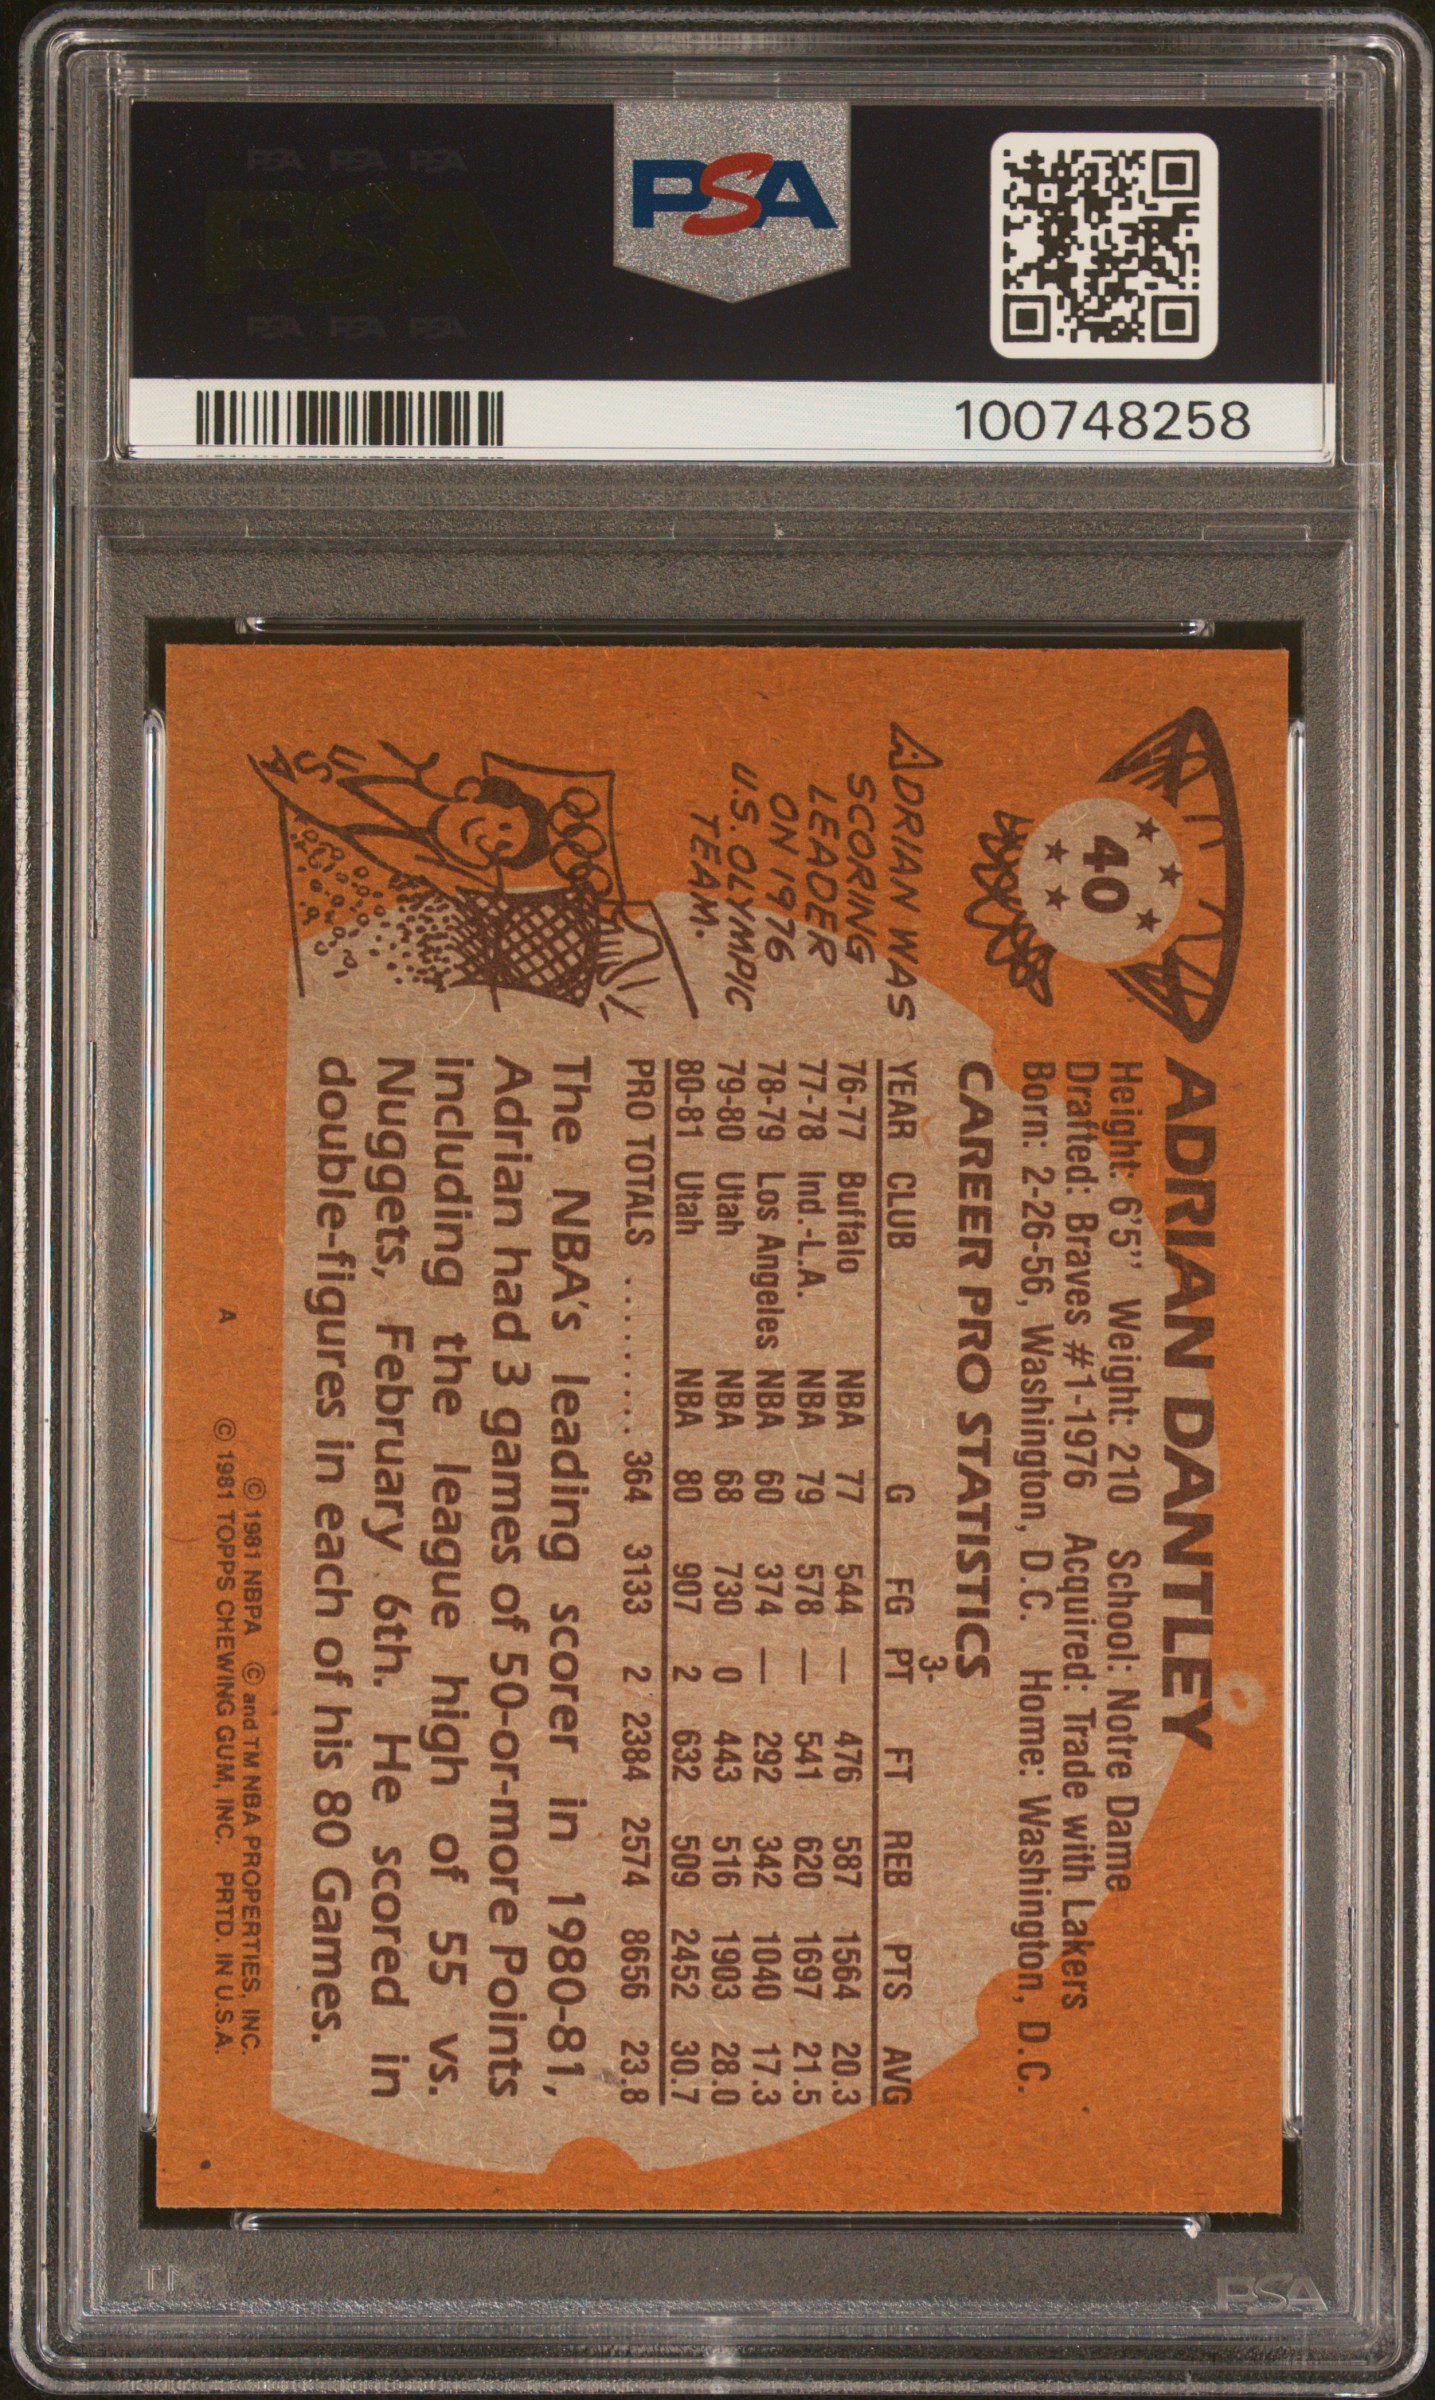 PSA PSA PSA
PSA
PSA PSA PSA
PSA
100748258
40
ADRIAN DANTLEY
Height: 6'5" Weight: 210 School: Notre Dame
Drafted: Braves #1-1976 Acquired: Trade with Lakers
Born: 2-26-56, Washington, D.C. Home: Washington, D.C.
CAREER PRO STATISTICS
YEAR CLUB G FG 3-PT FT REB PTS AVG
76-77 Buffalo NBA 77 544 — 476 587 1564 20.3
77-78 Ind.-L.A. NBA 79 578 — 541 620 1697 21.5
78-79 Los Angeles NBA 60 374 — 292 342 1040 17.3
79-80 Utah NBA 68 730 0 443 516 1903 28.0
80-81 Utah NBA 80 907 2 632 509 2452 30.7
PRO TOTALS ......... 364 3133 2 2384 2574 8656 23.8
ADRIAN WAS
SCORING
LEADER
ON 1976
U.S. OLYMPIC
TEAM.
USA
The NBA's leading scorer in 1980-81,
Adrian had 3 games of 50-or-more Points
including the league high of 55 vs.
Nuggets, February 6th. He scored in
double-figures in each of his 80 Games.
© 1981 NBPA © and TM NBA PROPERTIES, INC.
A © 1981 TOPPS CHEWING GUM, INC. PRTD. IN U.S.A.
PSA